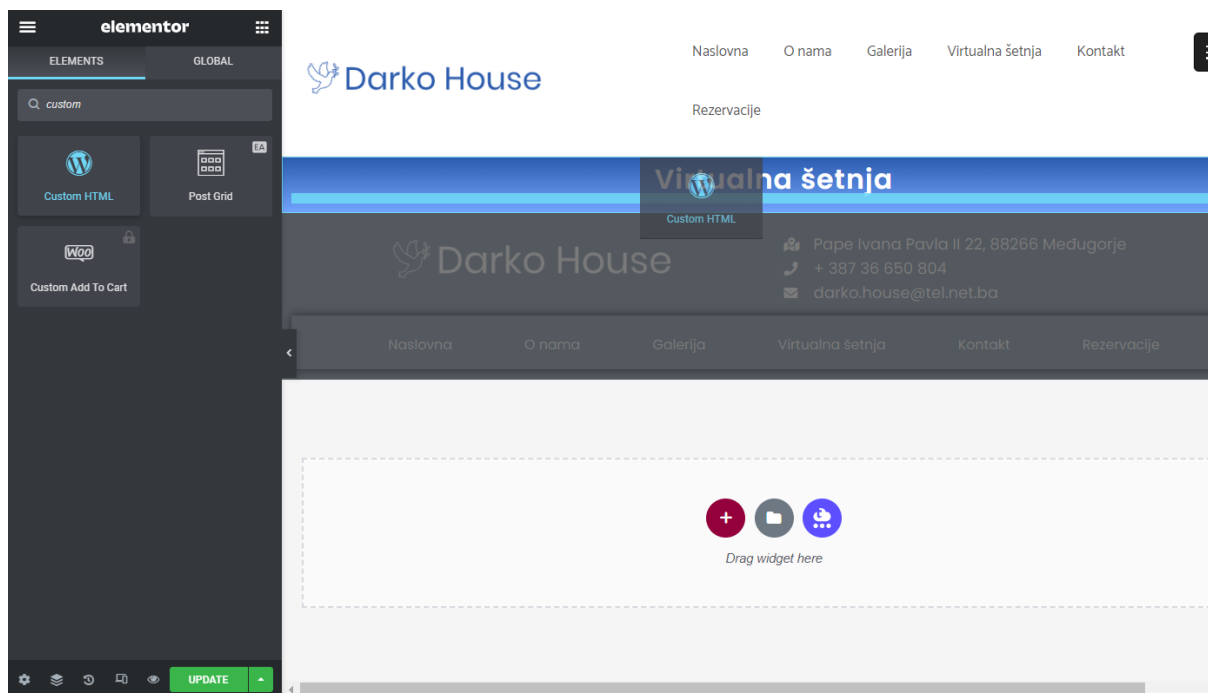 elementor
ELEMENTS
GLOBAL
custom
Custom HTML
EA
Post Grid
Woo
Custom Add To Cart
UPDATE
Darko House
Naslovna
O nama
Galerija
Virtualna šetnja
Kontakt
Rezervacije
Virtualna šetnja
Custom HTML
Darko House
Pape Ivana Pavla II 22, 88266 Međugorje
+ 387 36 650 804
darko.house@tel.net.ba
Naslovna
O nama
Galerija
Virtualna šetnja
Kontakt
Rezervacije
Drag widget here